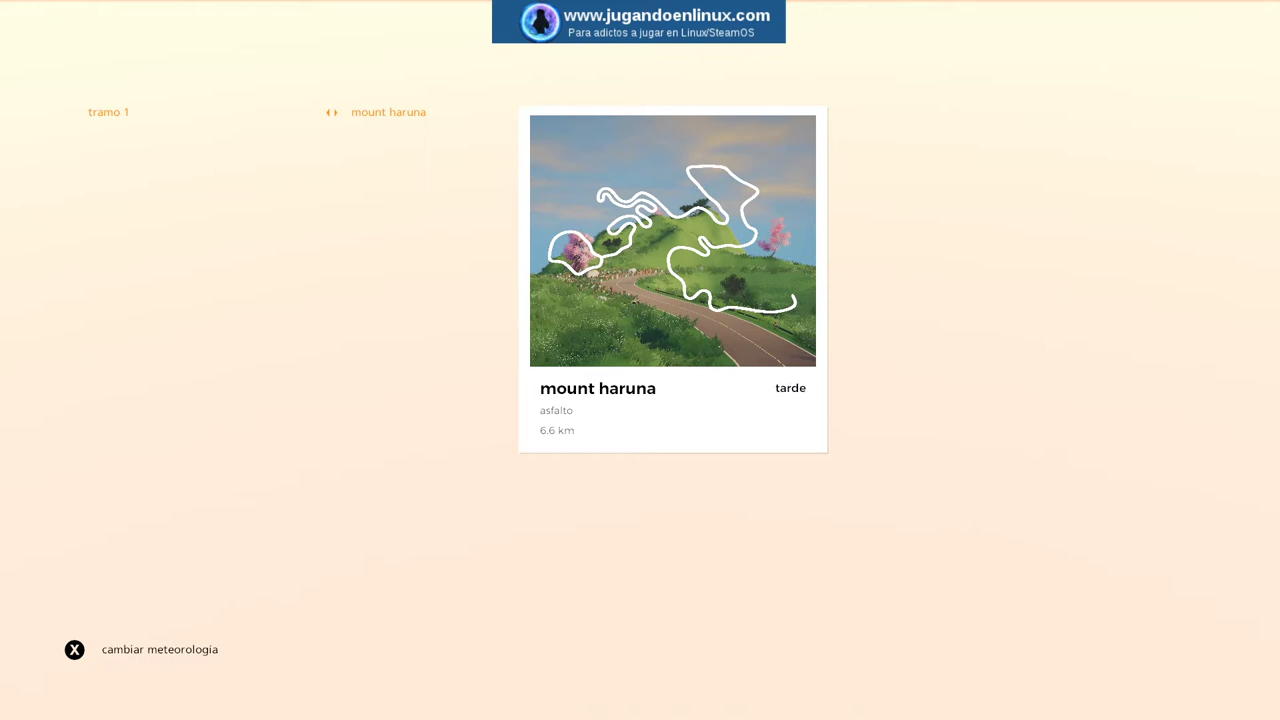 www.jugandoenlinux.com
Para adictos a jugar en Linux/SteamOS
tramo 1
mount haruna
mount haruna
tarde
asfalto
6.6 km
X
cambiar meteorología